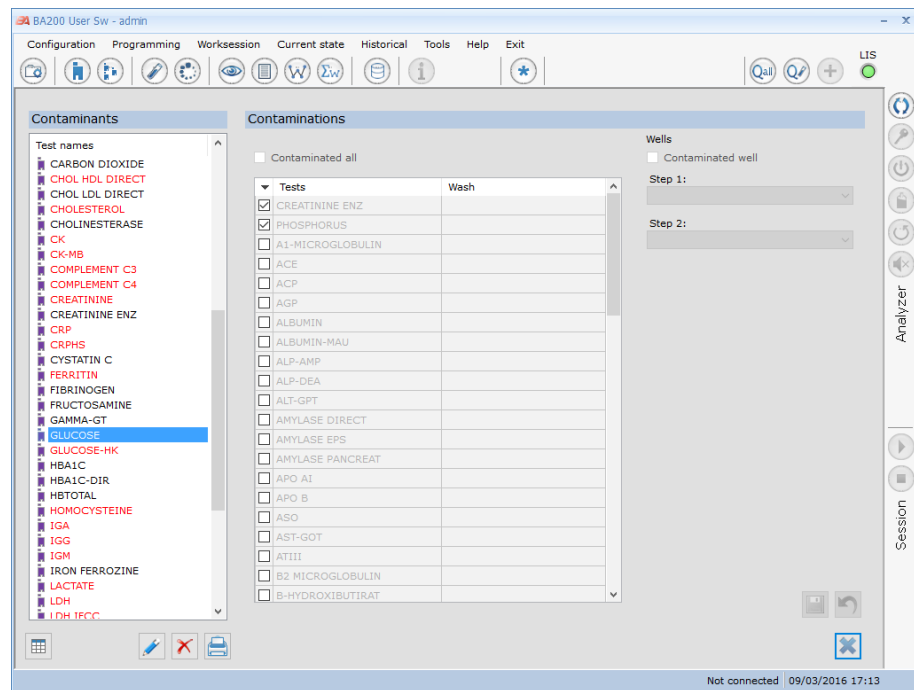 BA200 User Sw - admin
Configuration Programming Worksession Current state Historical Tools Help Exit
Qall
W
Σw
LIS
Contaminants
Test names
CARBON DIOXIDE
CHOL HDL DIRECT
CHOL LDL DIRECT
CHOLESTEROL
CHOLINESTERASE
CK
CK-MB
COMPLEMENT C3
COMPLEMENT C4
CREATININE
CREATININE ENZ
CRP
CRPHS
CYSTATIN C
FERRITIN
FIBRINOGEN
FRUCTOSAMINE
GAMMA-GT
GLUCOSE
GLUCOSE-HK
HBA1C
HBA1C-DIR
HBTOTAL
HOMOCYSTEINE
IGA
IGG
IGM
IRON FERROZINE
LACTATE
LDH
LDH IFCC
Contaminations
Contaminated all
Tests Wash
CREATININE ENZ
PHOSPHORUS
A1-MICROGLOBULIN
ACE
ACP
AGP
ALBUMIN
ALBUMIN-MAU
ALP-AMP
ALP-DEA
ALT-GPT
AMYLASE DIRECT
AMYLASE EPS
AMYLASE PANCREAT
APO AI
APO B
ASO
AST-GOT
ATIII
B2 MICROGLOBULIN
B-HYDROXIBUTIRAT
Wells
Contaminated well
Step 1:
Step 2:
Analyzer
Session
Not connected 09/03/2016 17:13